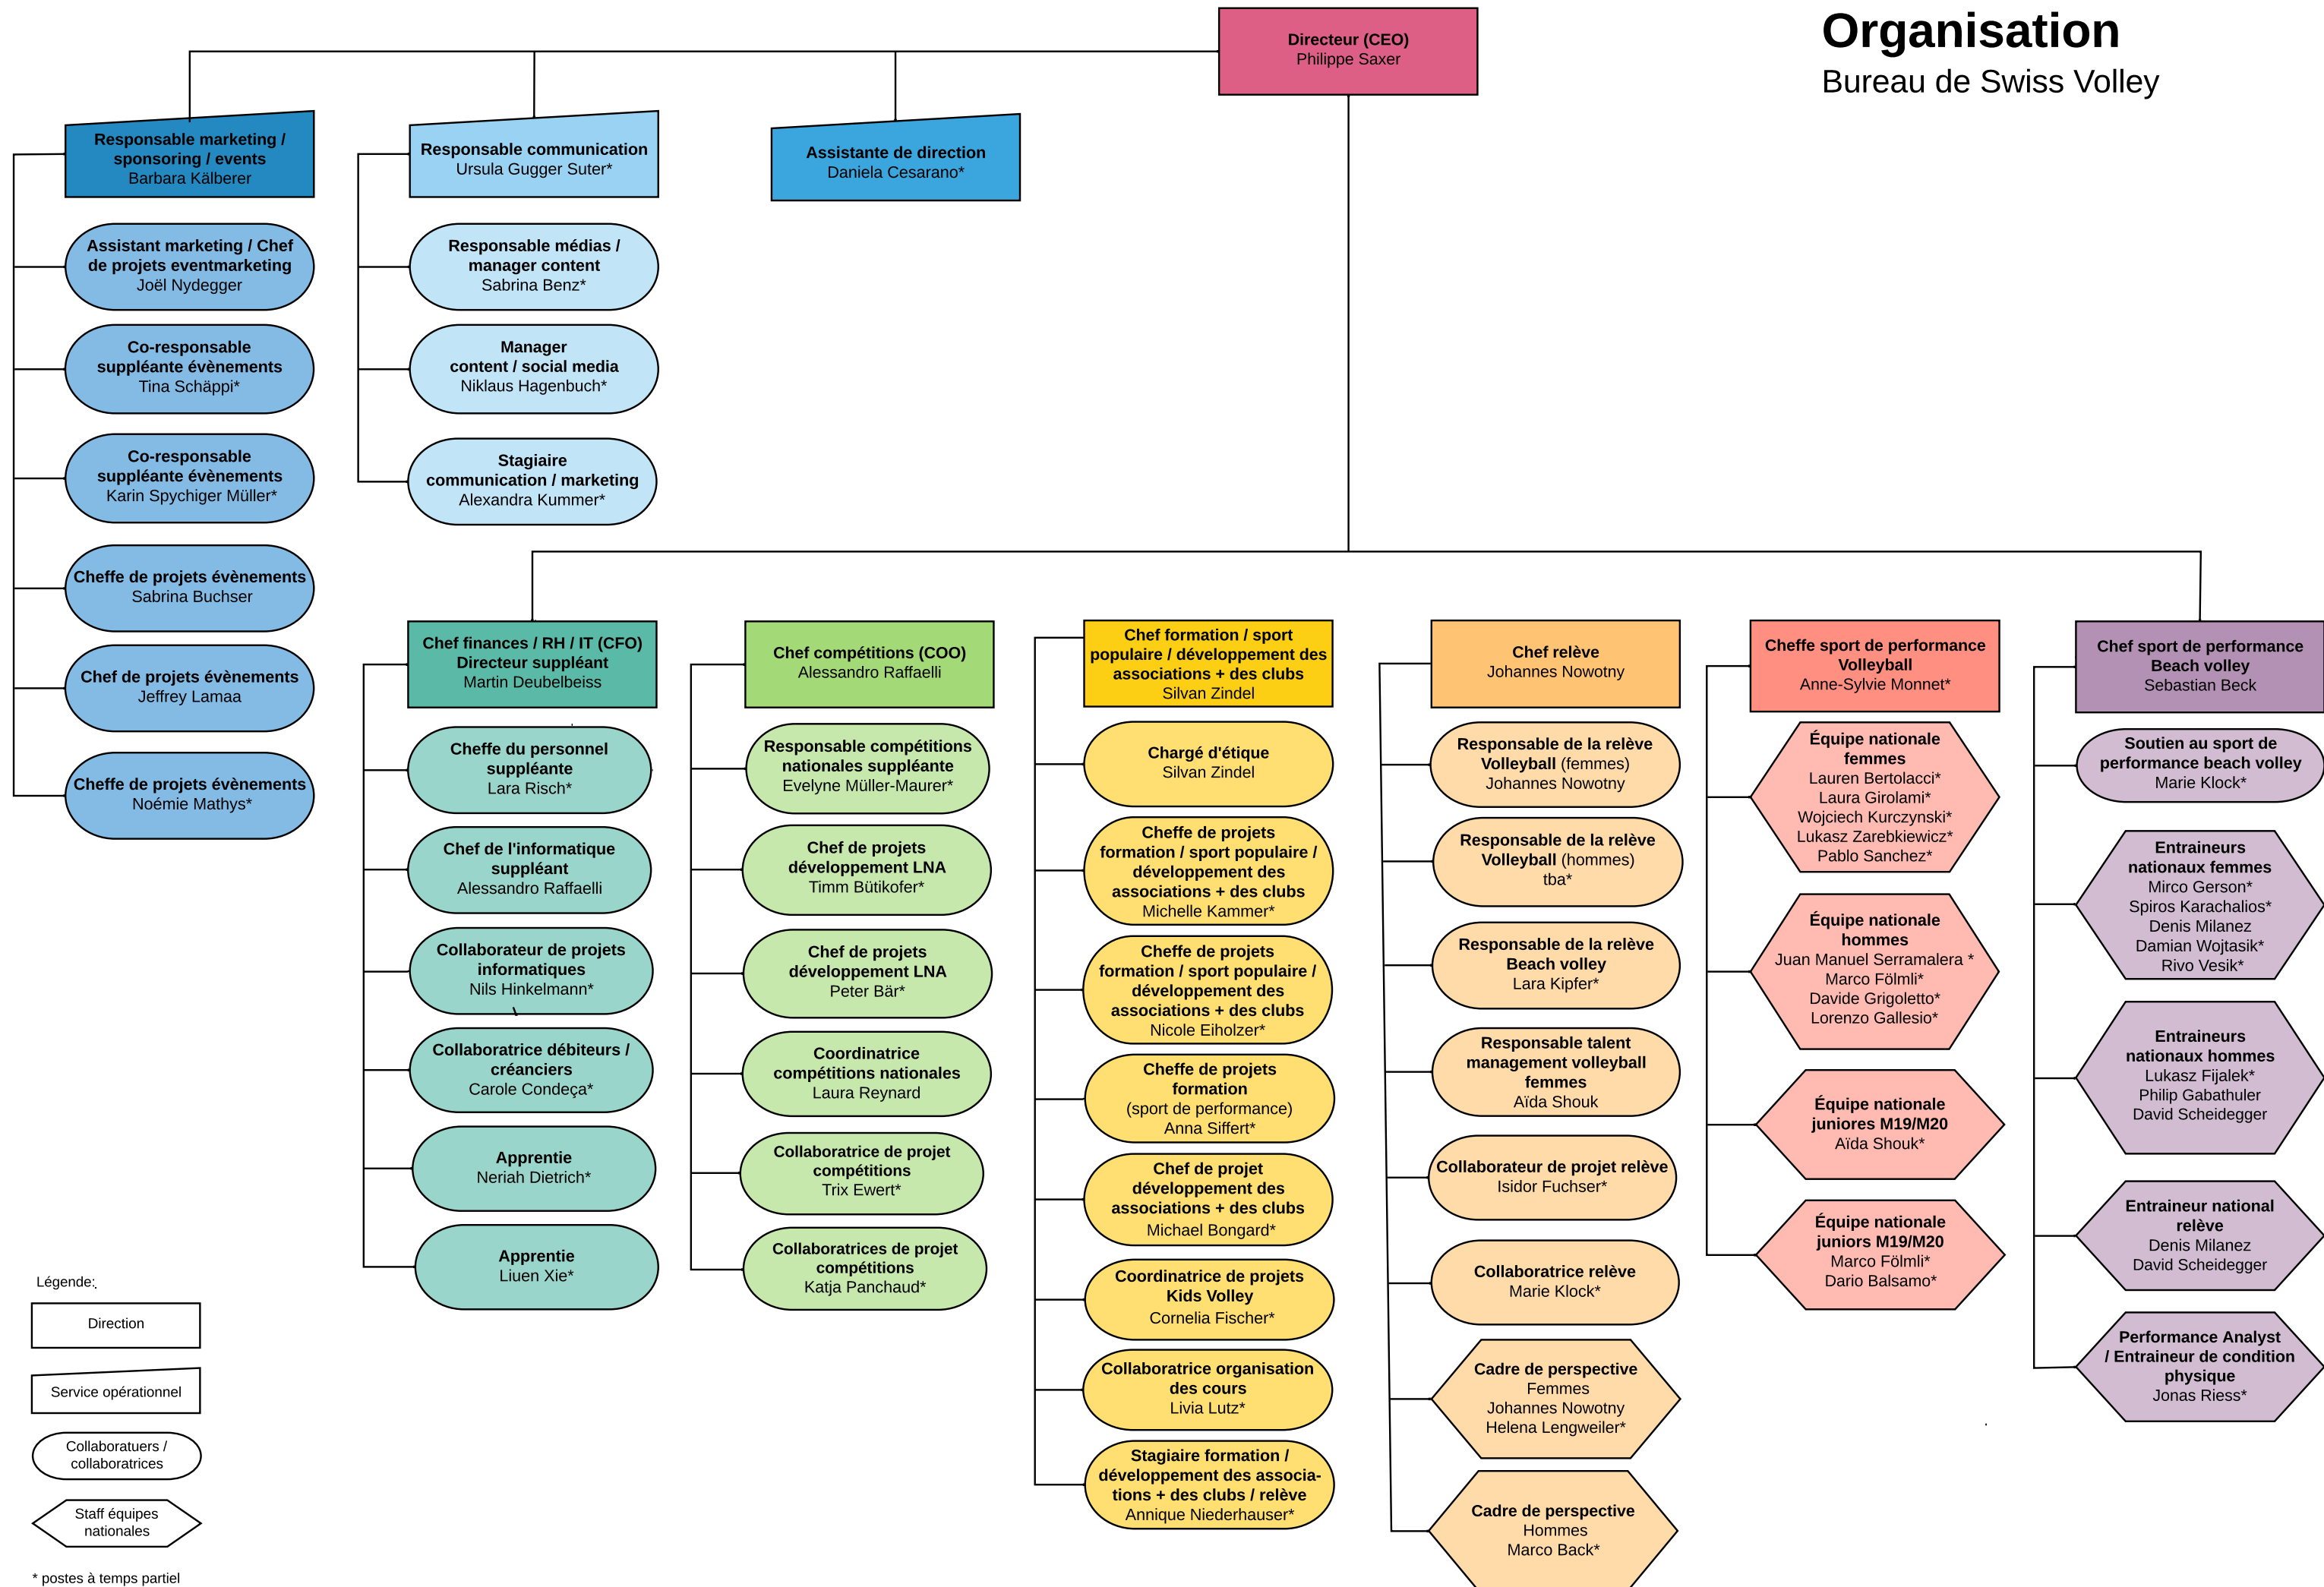 Organisation
Bureau de Swiss Volley
Directeur (CEO)
Philippe Saxer
Responsable marketing /
sponsoring / events
Barbara Kälberer
Responsable communication
Ursula Gugger Suter*
Assistante de direction
Daniela Cesarano*
Assistant marketing / Chef
de projets eventmarketing
Joël Nydegger
Co-responsable
suppléante évènements
Tina Schäppi*
Co-responsable
suppléante évènements
Karin Spychiger Müller*
Cheffe de projets évènements
Sabrina Buchser
Chef de projets évènements
Jeffrey Lamaa
Cheffe de projets évènements
Noémie Mathys*
Responsable médias /
manager content
Sabrina Benz*
Manager
content / social media
Niklaus Hagenbuch*
Stagiaire
communication / marketing
Alexandra Kummer*
Chef finances / RH / IT (CFO)
Directeur suppléant
Martin Deubelbeiss
Cheffe du personnel
suppléante
Lara Risch*
Chef de l'informatique
suppléant
Alessandro Raffaelli
Collaborateur de projets
informatiques
Nils Hinkelmann*
Collaboratrice débiteurs /
créanciers
Carole Condeça*
Apprentie
Neriah Dietrich*
Apprentie
Liuen Xie*
Chef compétitions (COO)
Alessandro Raffaelli
Responsable compétitions
nationales suppléante
Evelyne Müller-Maurer*
Chef de projets
développement LNA
Timm Bütikofer*
Chef de projets
développement LNA
Peter Bär*
Coordinatrice
compétitions nationales
Laura Reynard
Collaboratrice de projet
compétitions
Trix Ewert*
Collaboratrices de projet
compétitions
Katja Panchaud*
Chef formation / sport
populaire / développement des
associations + des clubs
Silvan Zindel
Chargé d'étique
Silvan Zindel
Cheffe de projets
formation / sport populaire /
développement des
associations + des clubs
Michelle Kammer*
Cheffe de projets
formation / sport populaire /
développement des
associations + des clubs
Nicole Eiholzer*
Cheffe de projets
formation
(sport de performance)
Anna Siffert*
Chef de projet
développement des
associations + des clubs
Michael Bongard*
Coordinatrice de projets
Kids Volley
Cornelia Fischer*
Collaboratrice organisation
des cours
Livia Lutz*
Stagiaire formation /
développement des associa-
tions + des clubs / relève
Annique Niederhauser*
Chef relève
Johannes Nowotny
Responsable de la relève
Volleyball (femmes)
Johannes Nowotny
Responsable de la relève
Volleyball (hommes)
tba*
Responsable de la relève
Beach volley
Lara Kipfer*
Responsable talent
management volleyball
femmes
Aïda Shouk
Collaborateur de projet relève
Isidor Fuchser*
Collaboratrice relève
Marie Klock*
Cadre de perspective
Femmes
Johannes Nowotny
Helena Lengweiler*
Cadre de perspective
Hommes
Marco Back*
Cheffe sport de performance
Volleyball
Anne-Sylvie Monnet*
Équipe nationale
femmes
Lauren Bertolacci*
Laura Girolami*
Wojciech Kurczynski*
Lukasz Zarebkiewicz*
Pablo Sanchez*
Équipe nationale
hommes
Juan Manuel Serramalera *
Marco Fölmli*
Davide Grigoletto*
Lorenzo Gallesio*
Équipe nationale
juniores M19/M20
Aïda Shouk*
Équipe nationale
juniors M19/M20
Marco Fölmli*
Dario Balsamo*
Chef sport de performance
Beach volley
Sebastian Beck
Soutien au sport de
performance beach volley
Marie Klock*
Entraineurs
nationaux femmes
Mirco Gerson*
Spiros Karachalios*
Denis Milanez
Damian Wojtasik*
Rivo Vesik*
Entraineurs
nationaux hommes
Lukasz Fijalek*
Philip Gabathuler
David Scheidegger
Entraineur national
relève
Denis Milanez
David Scheidegger
Performance Analyst
/ Entraineur de condition
physique
Jonas Riess*
Légende:
Direction
Service opérationnel
Collaboratuers /
collaboratrices
Staff équipes
nationales
* postes à temps partiel